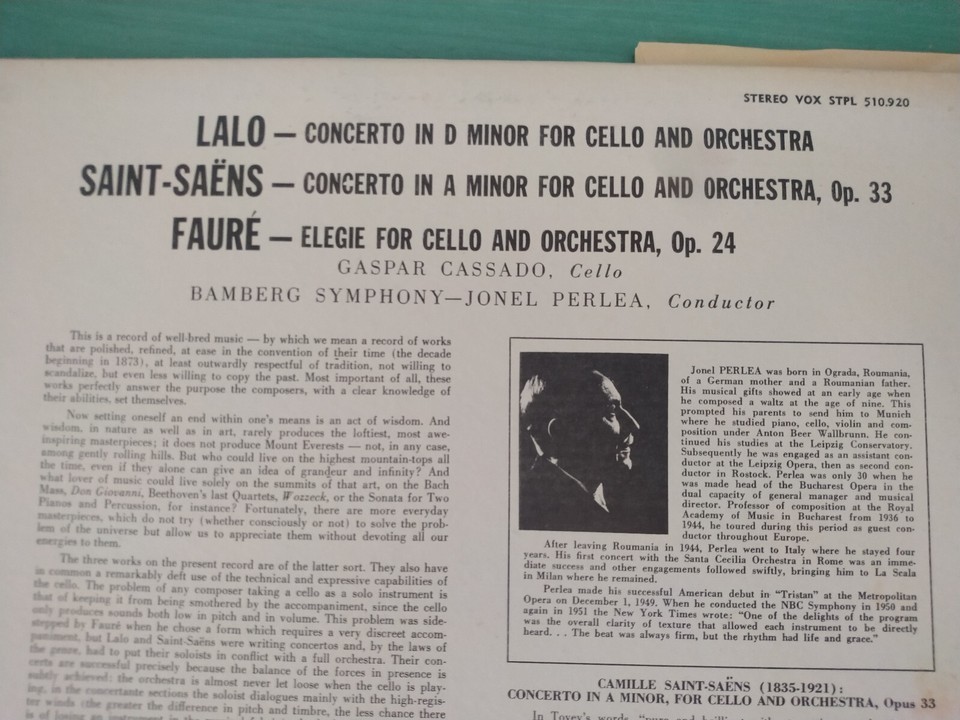 STEREO VOX STPL 510.920
LALO — CONCERTO IN D MINOR FOR CELLO AND ORCHESTRA
SAINT-SAËNS — CONCERTO IN A MINOR FOR CELLO AND ORCHESTRA, Op. 33
FAURÉ — ELEGIE FOR CELLO AND ORCHESTRA, Op. 24
GASPAR CASSADO, Cello
BAMBERG SYMPHONY—JONEL PERLEA, Conductor
This is a record of well-bred music — by which we mean a record of works
that are polished, refined, at ease in the convention of their time (the decade
beginning in 1873), at least outwardly respectful of tradition, not willing to
scandalize, but even less willing to copy the past. Most important of all, these
works perfectly answer the purpose the composers, with a clear knowledge of
their abilities, set themselves.
Now setting oneself an end within one's means is an act of wisdom. And
wisdom, in nature as well as in art, rarely produces the loftiest, most awe-
inspiring masterpieces; it does not produce Mount Everests — not, in any case,
among gently rolling hills. But who could live on the highest mountain-tops all
the time, even if they alone can give an idea of grandeur and infinity? And
what lover of music could live solely on the summits of that art, on the Bach
Mass, Don Giovanni, Beethoven's last Quartets, Wozzeck, or the Sonata for Two
Pianos and Percussion, for instance? Fortunately, there are more everyday
masterpieces, which do not try (whether consciously or not) to solve the prob-
lem of the universe but allow us to appreciate them without devoting all our
energies to them.
The three works on the present record are of the latter sort. They also have
in common a remarkably deft use of the technical and expressive capabilities of
the cello. The problem of any composer taking a cello as a solo instrument is
that of keeping it from being smothered by the accompaniment, since the cello
only produces sounds both low in pitch and in volume. This problem was side-
stepped by Fauré when he chose a form which requires a very discreet accom-
paniment, but Lalo and Saint-Saëns were writing concertos and, by the laws of
the genre, had to put their soloists in conflict with a full orchestra. Their con-
certs are successful precisely because the balance of the forces in presence is
subtly achieved: the orchestra is almost never let loose when the cello is play-
ing, in the concertante sections the soloist dialogues mainly with the high-regis-
ter winds (the greater the difference in pitch and timbre, the less chance there
is of losing an instrument in the
Jonel PERLEA was born in Ograda, Roumania,
of a German mother and a Roumanian father.
His musical gifts showed at an early age when
he composed a waltz at the age of nine. This
prompted his parents to send him to Munich
where he studied piano, cello, violin and com-
position under Anton Beer Wallbrunn. He con-
tinued his studies at the Leipzig Conservatory.
Subsequently he was engaged as an assistant con-
ductor at the Leipzig Opera, then as second con-
ductor in Rostock. Perlea was only 30 when he
was made head of the Bucharest Opera in the
dual capacity of general manager and musical
director. Professor of composition at the Royal
Academy of Music in Bucharest from 1936 to
1944, he toured during this period as guest con-
ductor throughout Europe.
After leaving Roumania in 1944, Perlea went to Italy where he stayed four
years. His first concert with the Santa Cecilia Orchestra in Rome was an imme-
diate success and other engagements followed swiftly, bringing him to La Scala
in Milan where he remained.
Perlea made his successful American debut in "Tristan" at the Metropolitan
Opera on December 1, 1949. When he conducted the NBC Symphony in 1950 and
again in 1951 the New York Times wrote: "One of the delights of the program
was the overall clarity of texture that allowed each instrument to be directly
heard. . . The beat was always firm, but the rhythm had life and grace."
CAMILLE SAINT-SAËNS (1835-1921):
CONCERTO IN A MINOR, FOR CELLO AND ORCHESTRA, Opus 33
In Tovey's words, "pure and brilliant